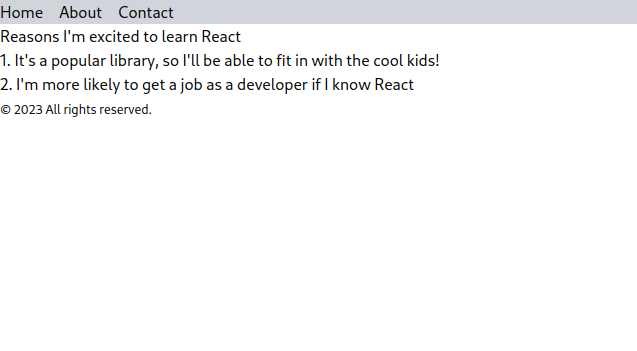 Home About Contact
Reasons I'm excited to learn React
1. It's a popular library, so I'll be able to fit in with the cool kids!
2. I'm more likely to get a job as a developer if I know React
© 2023 All rights reserved.